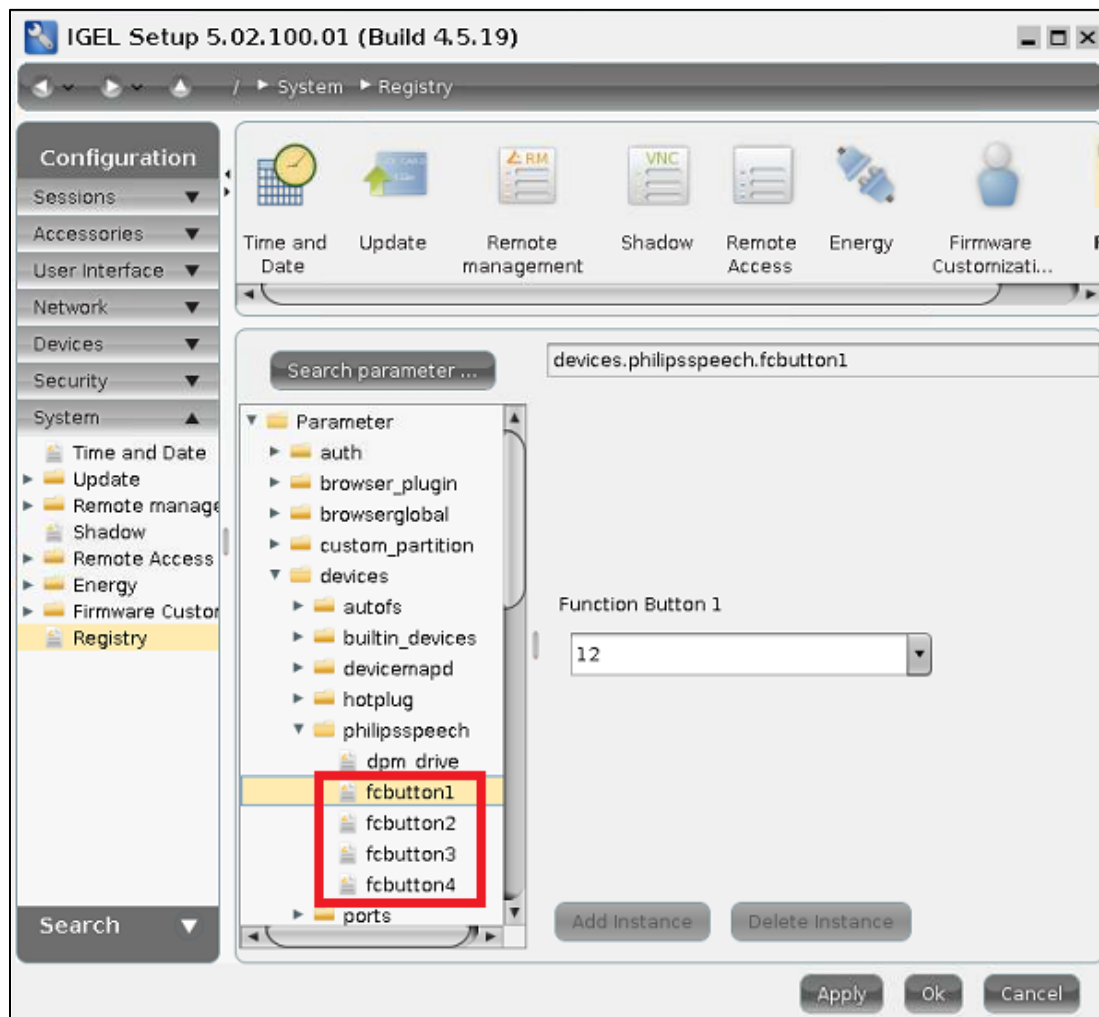 IGEL Setup 5.02.100.01 (Build 4.5.19)
/ System Registry
Configuration
Sessions
Accessories
User Interface
Network
Devices
Security
System
Time and Date
Update
Remote manage
Shadow
Remote Access
Energy
Firmware Custor
Registry
Search
RM
VNC
Time and
Date
Update
Remote
management
Shadow
Remote
Access
Energy
Firmware
Customizati...
Search parameter ...
devices.philipsspeech.fcbutton1
Parameter
auth
browser_plugin
browserglobal
custom_partition
devices
autofs
builtin_devices
devicemapd
hotplug
philipsspeech
dpm_drive
fcbutton1
fcbutton2
fcbutton3
fcbutton4
ports
Function Button 1
12
Add Instance
Delete Instance
Apply
Ok
Cancel